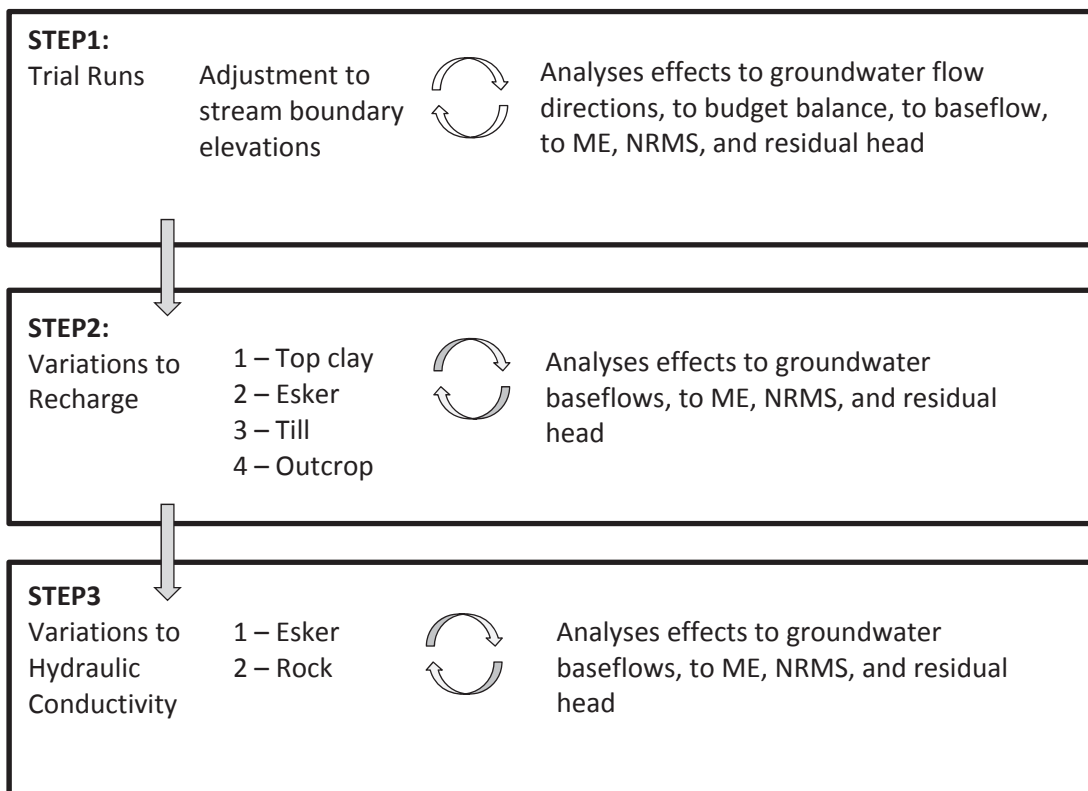 STEP1:
Trial Runs
Adjustment to
stream boundary
elevations
Analyses effects to groundwater flow
directions, to budget balance, to baseflow,
to ME, NRMS, and residual head
STEP2:
Variations to
Recharge
1 – Top clay
2 – Esker
3 – Till
4 – Outcrop
Analyses effects to groundwater
baseflows, to ME, NRMS, and residual
head
STEP3
Variations to
Hydraulic
Conductivity
1 – Esker
2 – Rock
Analyses effects to groundwater
baseflows, to ME, NRMS, and residual
head